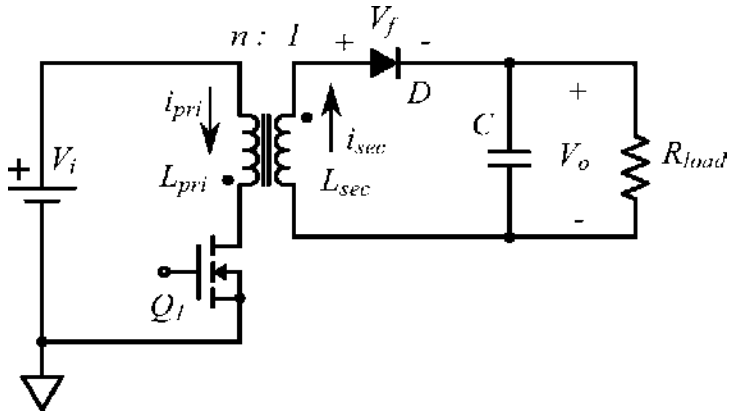 n : 1
+ V_f -
i_pri
D
C
+
V_i
i_sec
V_o
R_load
+
L_pri
L_sec
-
Q_1